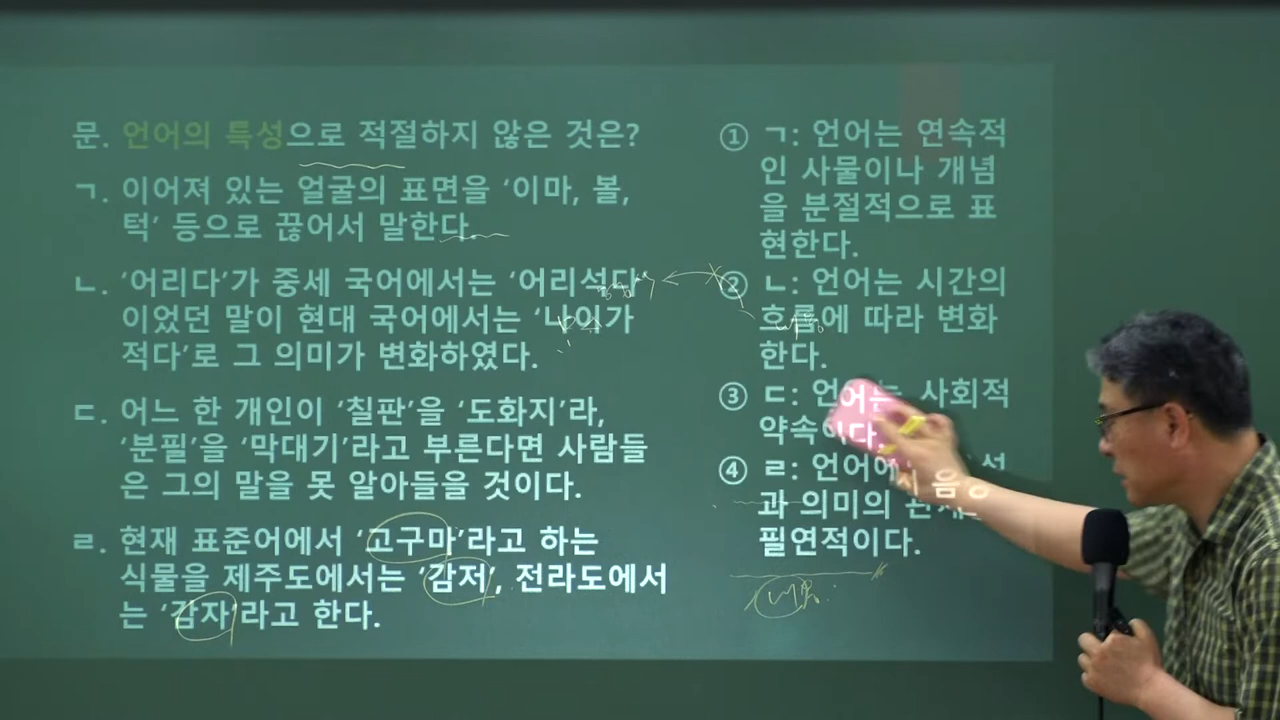 문. 언어의 특성으로 적절하지 않은 것은?
ㄱ. 이어져 있는 얼굴의 표면을 ‘이마, 볼,
턱’ 등으로 끊어서 말한다.
ㄴ. ‘어리다’가 중세 국어에서는 ‘어리석다’
이었던 말이 현대 국어에서는 ‘나이가
적다’로 그 의미가 변화하였다.
ㄷ. 어느 한 개인이 ‘칠판’을 ‘도화지’라,
‘분필’을 ‘막대기’라고 부른다면 사람들
은 그의 말을 못 알아들을 것이다.
ㄹ. 현재 표준어에서 ‘고구마’라고 하는
식물을 제주도에서는 ‘감저’, 전라도에서
는 ‘감자’라고 한다.
① ㄱ: 언어는 연속적
인 사물이나 개념
을 분절적으로 표
현한다.
② ㄴ: 언어는 시간의
흐름에 따라 변화
한다.
③ ㄷ: 언어는 사회적
약속이다.
④ ㄹ:
과 의미의
필연적이다.